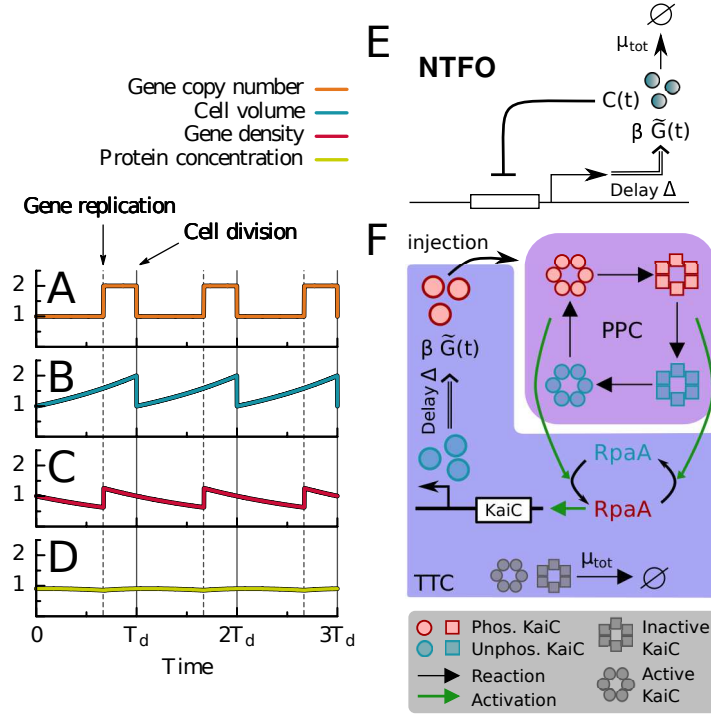 Gene copy number
Cell volume
Gene density
Protein concentration
Gene replication
Cell division
A
2
1
B
2
1
C
2
1
D
2
1
0 T_d 2T_d 3T_d
Time
E
NTFO
∅
μ_tot
C(t)
β G̃(t)
Delay Δ
F
injection
PPC
β G̃(t)
Delay Δ
RpaA
RpaA
KaiC
TTC
μ_tot
∅
Phos. KaiC
Unphos. KaiC
Reaction
Activation
Inactive
KaiC
Active
KaiC